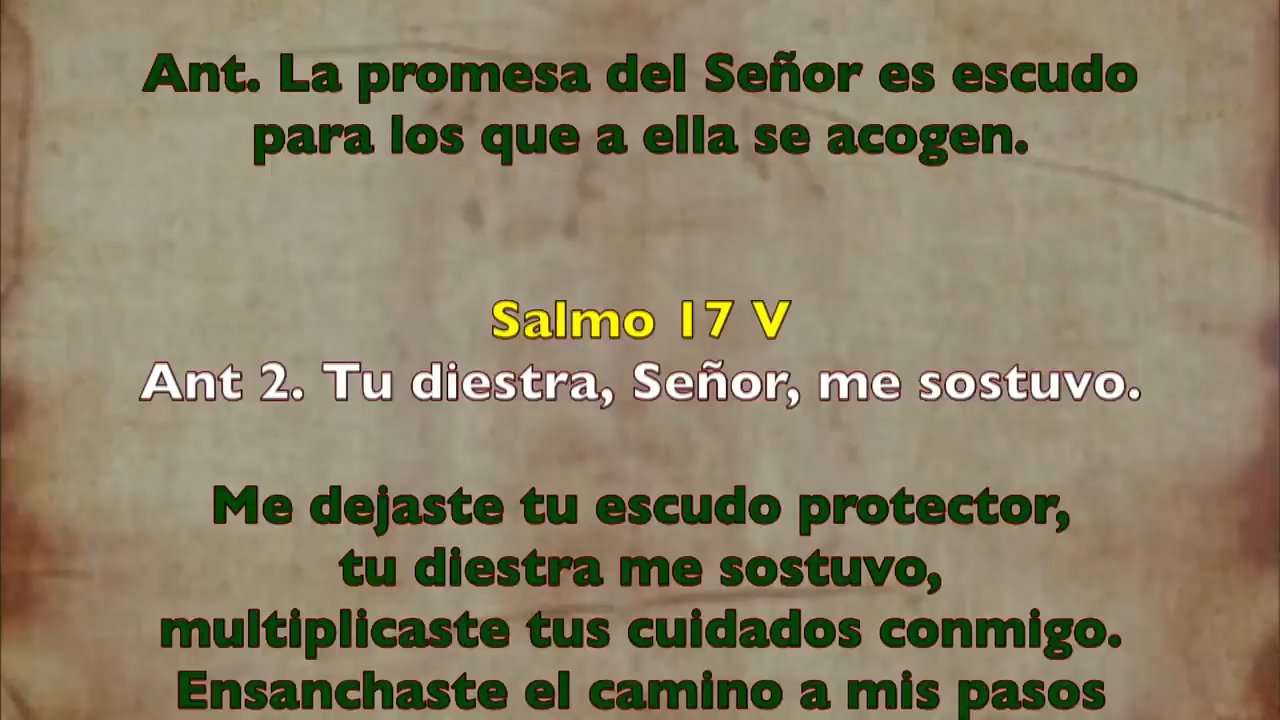 Ant. La promesa del Señor es escudo
para los que a ella se acogen.
Salmo 17 V
Ant 2. Tu diestra, Señor, me sostuvo.
Me dejaste tu escudo protector,
tu diestra me sostuvo,
multiplicaste tus cuidados conmigo.
Ensanchaste el camino a mis pasos